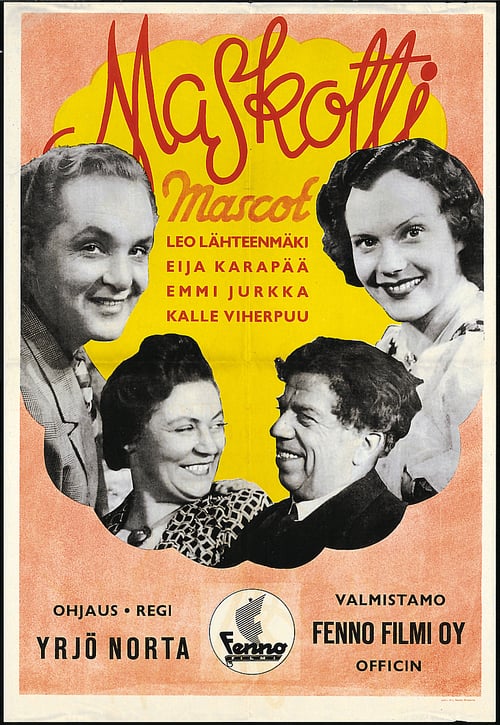 Maskotti
Mascot
LEO LÄHTEENMÄKI
EIJA KARAPÄÄ
EMMI JURKKA
KALLE VIHERPUU
OHJAUS • REGI
YRJÖ NORTA
Fenno
FILMI
VALMISTAMO
FENNO FILMI OY
OFFICIN